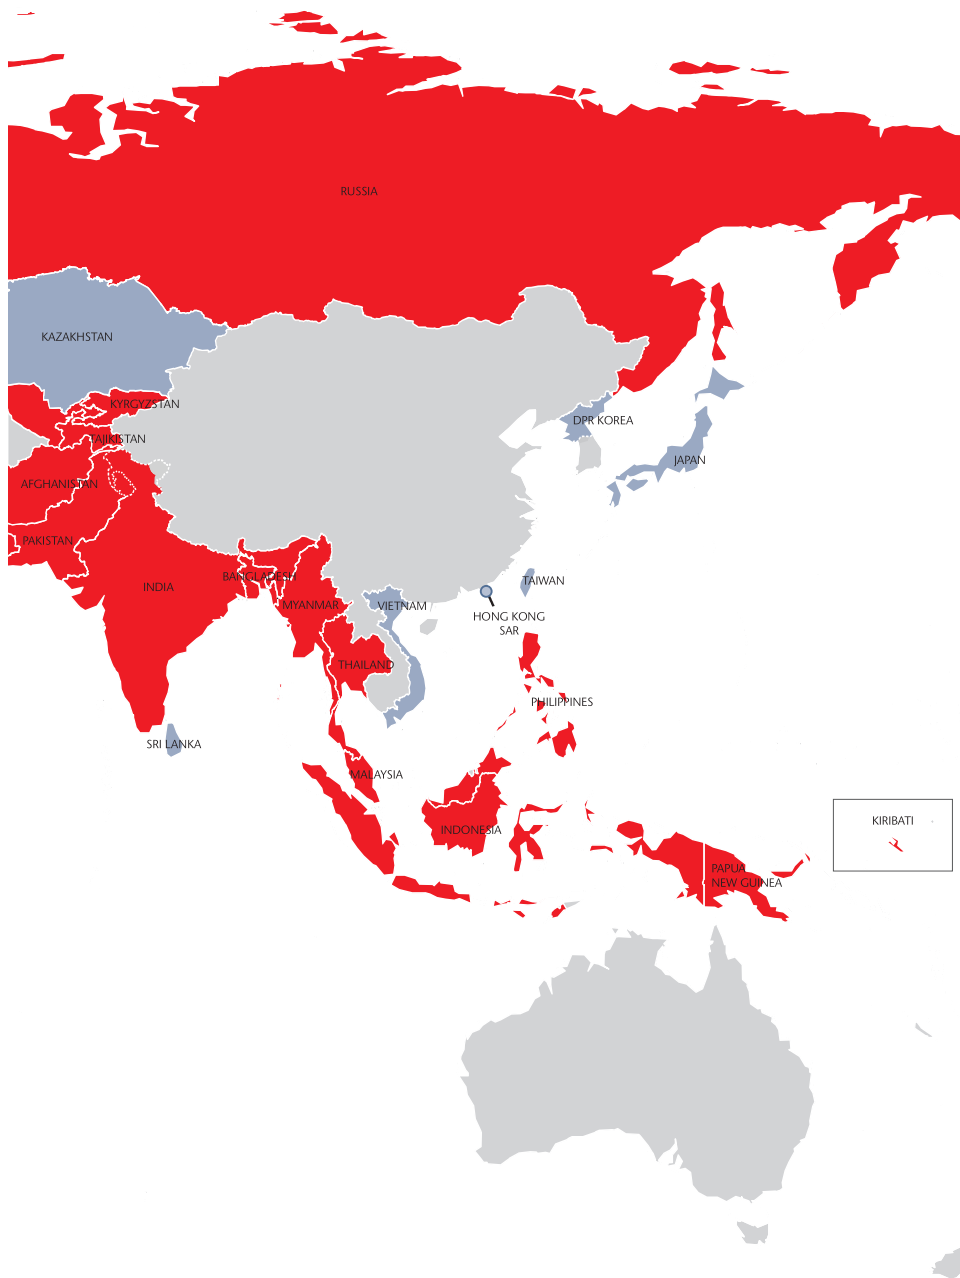 RUSSIA
KAZAKHSTAN
KYRGYZSTAN
TAJIKISTAN
DPR KOREA
JAPAN
AFGHANISTAN
PAKISTAN
INDIA
BANGLADESH
MYANMAR
VIETNAM
TAIWAN
HONG KONG
SAR
THAILAND
PHILIPPINES
SRI LANKA
MALAYSIA
INDONESIA
KIRIBATI
PAPUA
NEW GUINEA